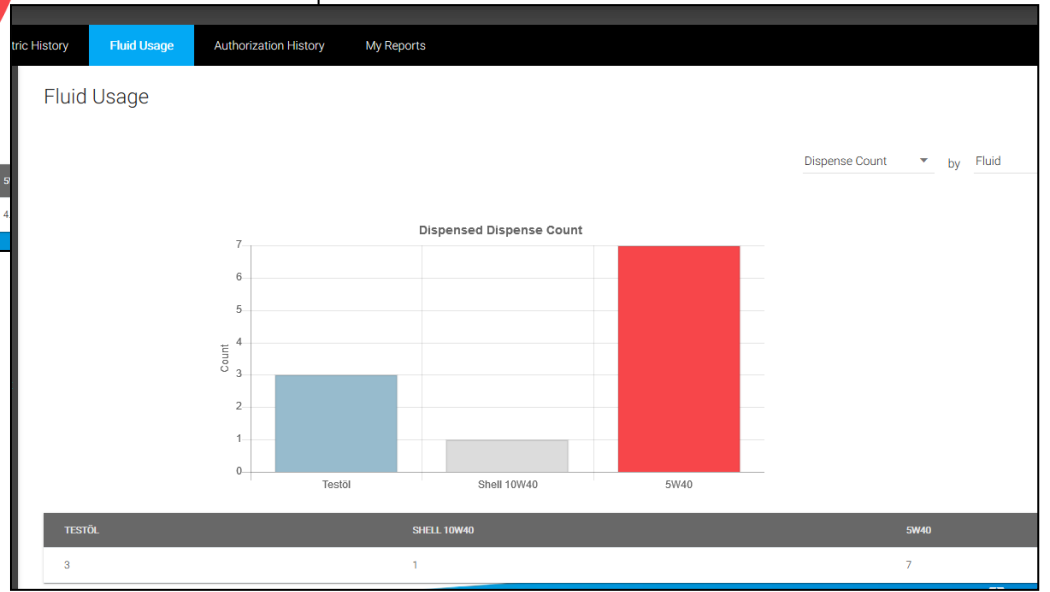 tric History Fluid Usage Authorization History My Reports
Fluid Usage
Dispense Count by Fluid
Dispensed Dispense Count
7
6
5
4
3
2
1
0
Count
Testöl Shell 10W40 5W40
TESTÖL SHELL 10W40 5W40
3 1 7
4